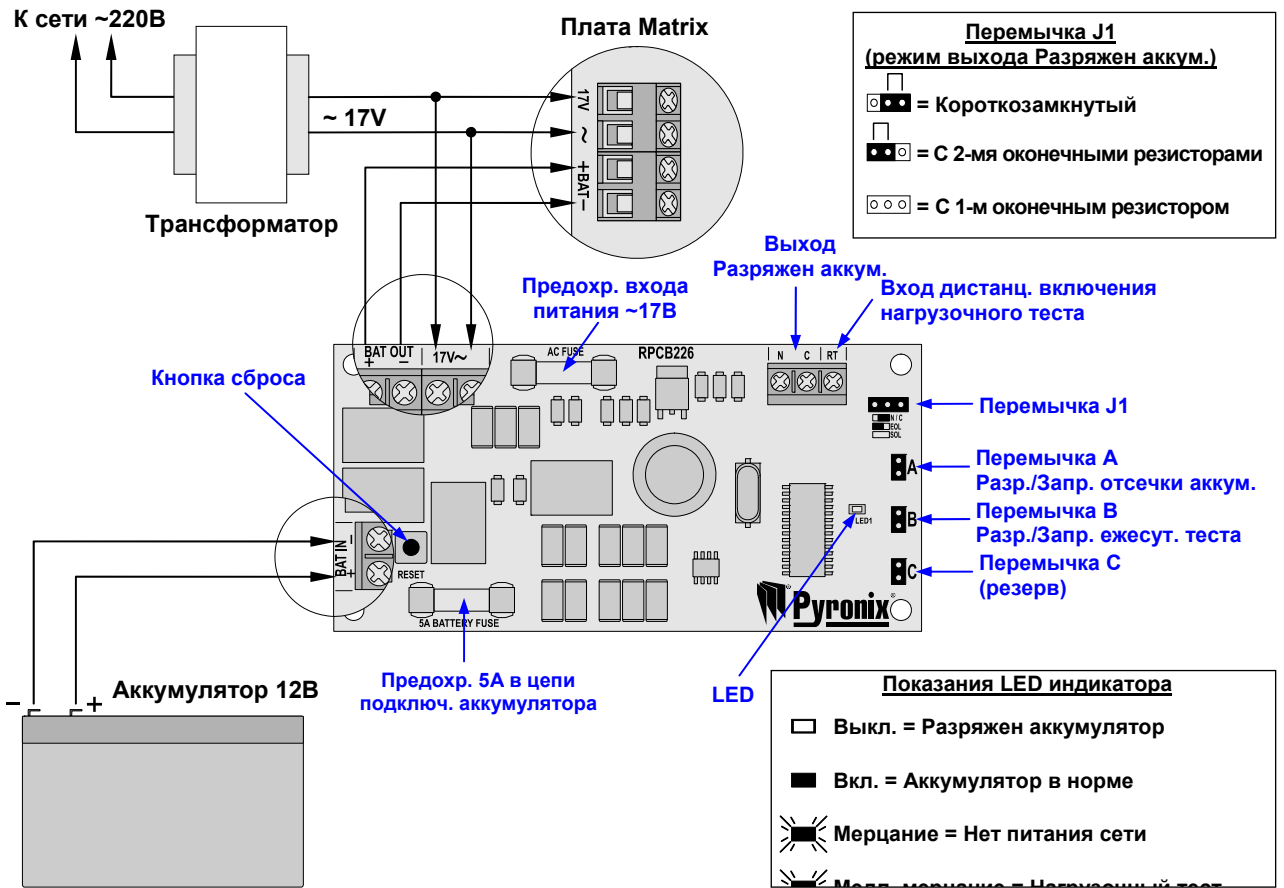 К сети ~220В
Плата Matrix
Перемычка J1
(режим выхода Разряжен аккум.)
= Короткозамкнутый
= С 2-мя оконечными резисторами
= С 1-м оконечным резистором
17V
~
+BAT−
~ 17V
Трансформатор
Выход
Разряжен аккум.
Предохр. входа
питания ~17В
Вход дистанц. включения
нагрузочного теста
BAT OUT
+ −
17V~
AC FUSE
RPCB226
N C RT
Кнопка сброса
Перемычка J1
N/C
EOL
SOL
Перемычка А
Разр./Запр. отсечки аккум.
A
Перемычка В
Разр./Запр. ежесут. теста
B
Перемычка С
(резерв)
C
LED1
BAT IN
− +
RESET
5A BATTERY FUSE
Pyronix®
Предохр. 5А в цепи
подключ. аккумулятора
LED
− +
Аккумулятор 12В
Показания LED индикатора
Выкл. = Разряжен аккумулятор
Вкл. = Аккумулятор в норме
Мерцание = Нет питания сети
Медл. мерцание = Нагрузочный тест